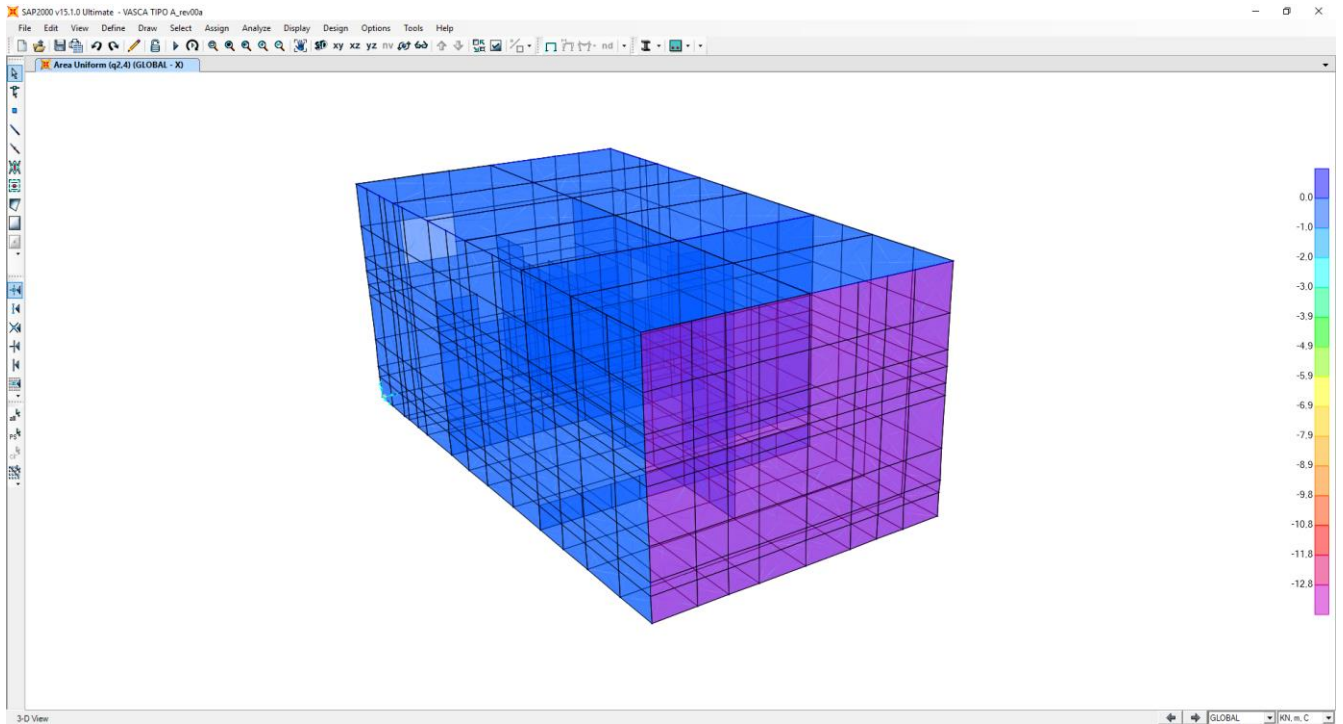 SAP2000 v15.1.0 Ultimate - VASCA TIPO A_rev00a
File Edit View Define Draw Select Assign Analyze Display Design Options Tools Help
xy xz yz nv nd
Area Uniform (q2.4) (GLOBAL - X)
0.0
-1.0
-2.0
-3.0
-3.9
-4.9
-5.9
-6.9
-7.9
-8.9
-9.8
-10.8
-11.8
-12.8
3-D View
GLOBAL
KN, m, C